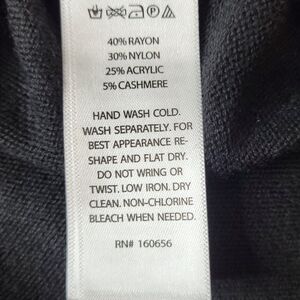 40% RAYON
30% NYLON
25% ACRYLIC
5% CASHMERE
HAND WASH COLD.
WASH SEPARATELY. FOR
BEST APPEARANCE RE-
SHAPE AND FLAT DRY.
DO NOT WRING OR
TWIST. LOW IRON. DRY
CLEAN. NON-CHLORINE
BLEACH WHEN NEEDED.
RN# 160656